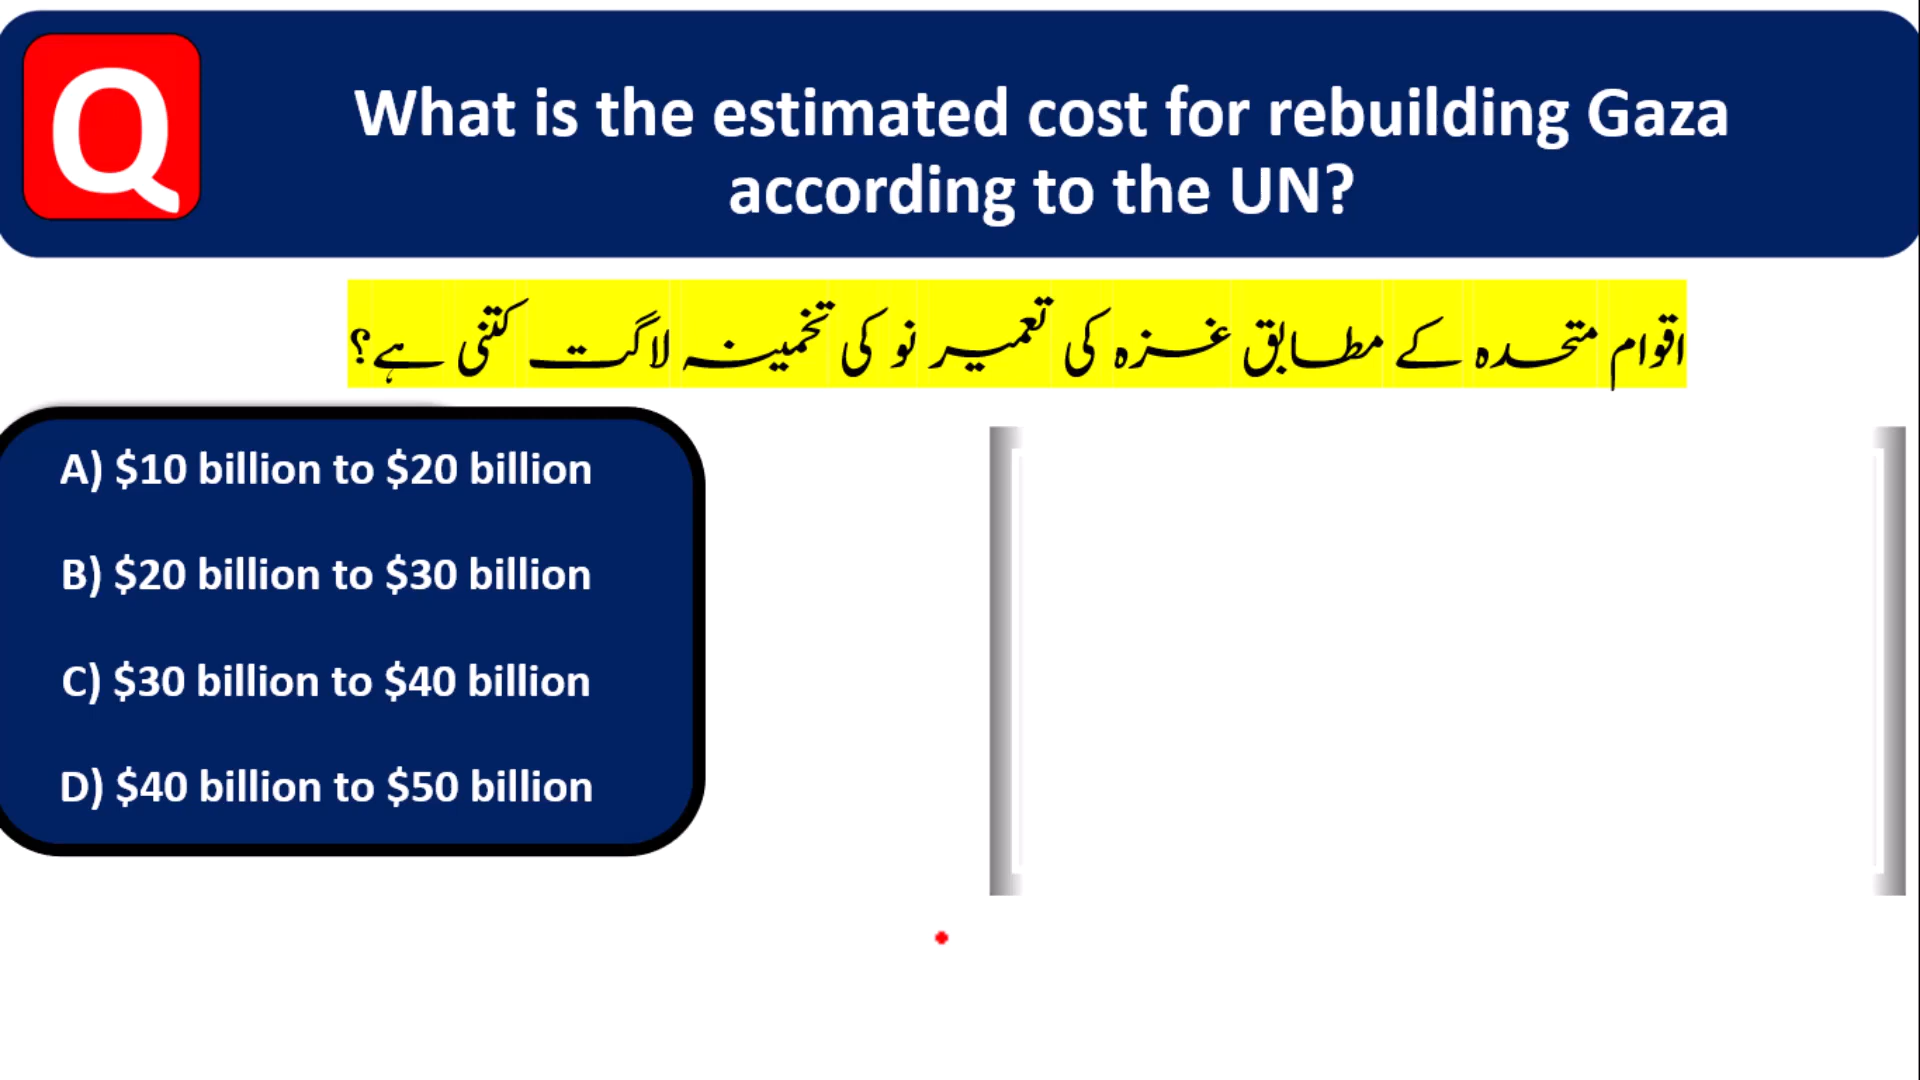 Q
What is the estimated cost for rebuilding Gaza
according to the UN?
اقوام متحدہ کے مطابق غزہ کی تعمیر نو کی تخمینہ لاگت کتنی ہے؟
A) $10 billion to $20 billion
B) $20 billion to $30 billion
C) $30 billion to $40 billion
D) $40 billion to $50 billion